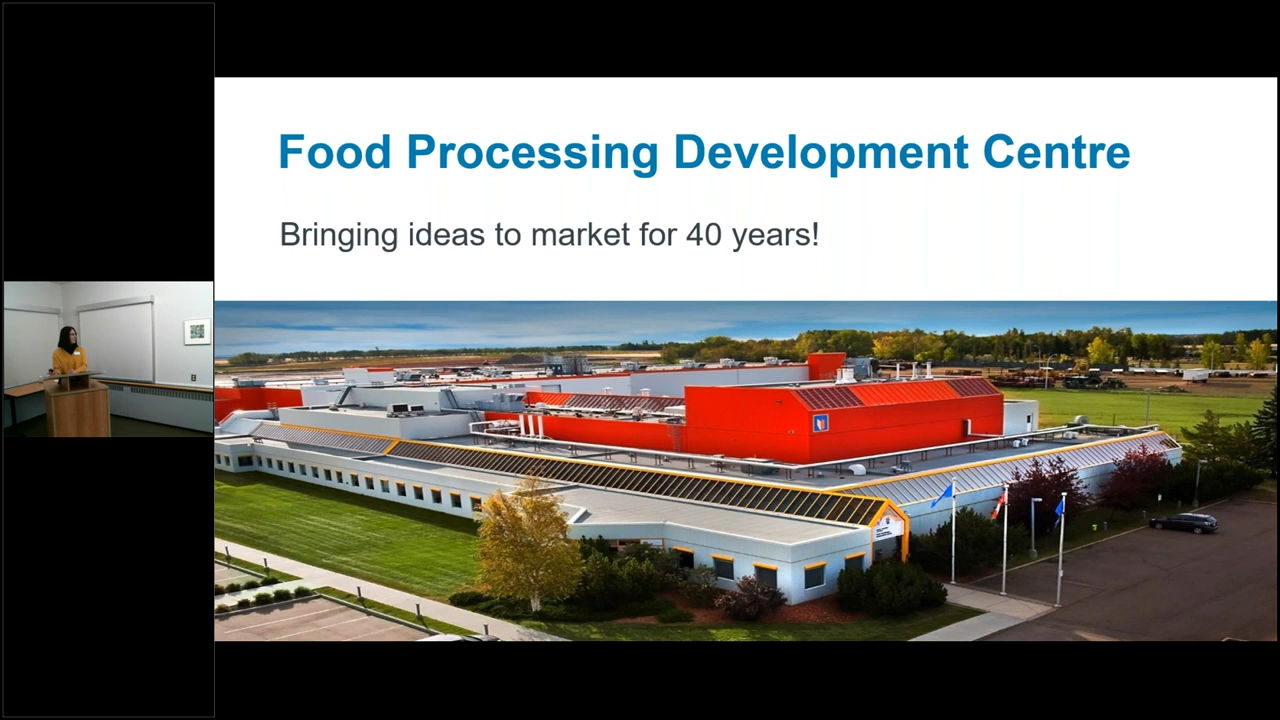 Food Processing Development Centre
Bringing ideas to market for 40 years!